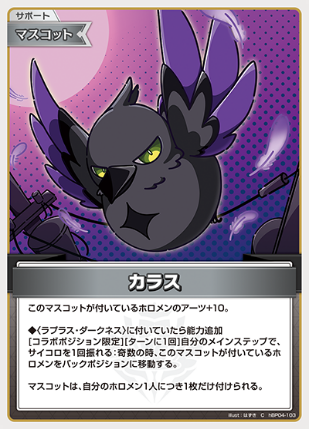 サポート
マスコット
カラス
このマスコットが付いているホロメンのアーツ+10。
◆〈ラプラス・ダークネス〉に付いていたら能力追加
[コラボポジション限定][ターンに1回]自分のメインステップで、
サイコロを1回振れる：奇数の時、このマスコットが付いているホロ
メンをバックポジションに移動する。
マスコットは、自分のホロメン1人につき1枚だけ付けられる。
illust : はすき C hBP04-103